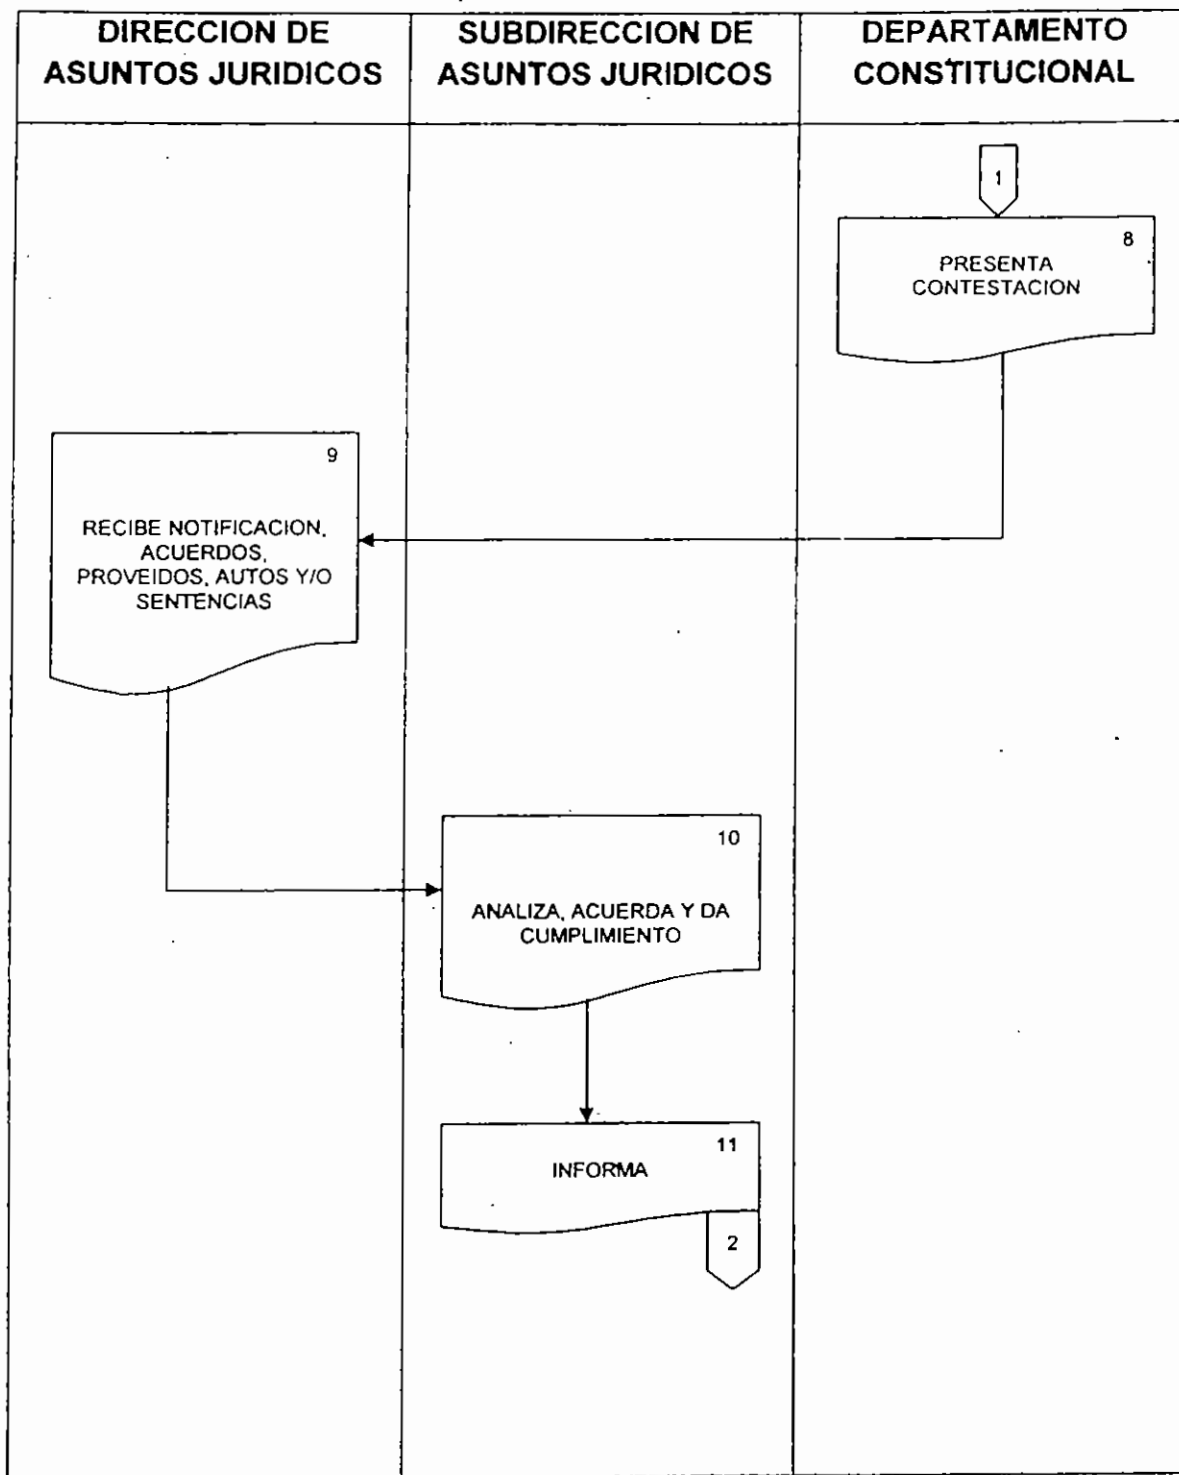 DIRECCION DE
ASUNTOS JURIDICOS
SUBDIRECCION DE
ASUNTOS JURIDICOS
DEPARTAMENTO
CONSTITUCIONAL
1
8
PRESENTA
CONTESTACION
9
RECIBE NOTIFICACION,
ACUERDOS,
PROVEIDOS, AUTOS Y/O
SENTENCIAS
10
ANALIZA, ACUERDA Y DA
CUMPLIMIENTO
11
INFORMA
2